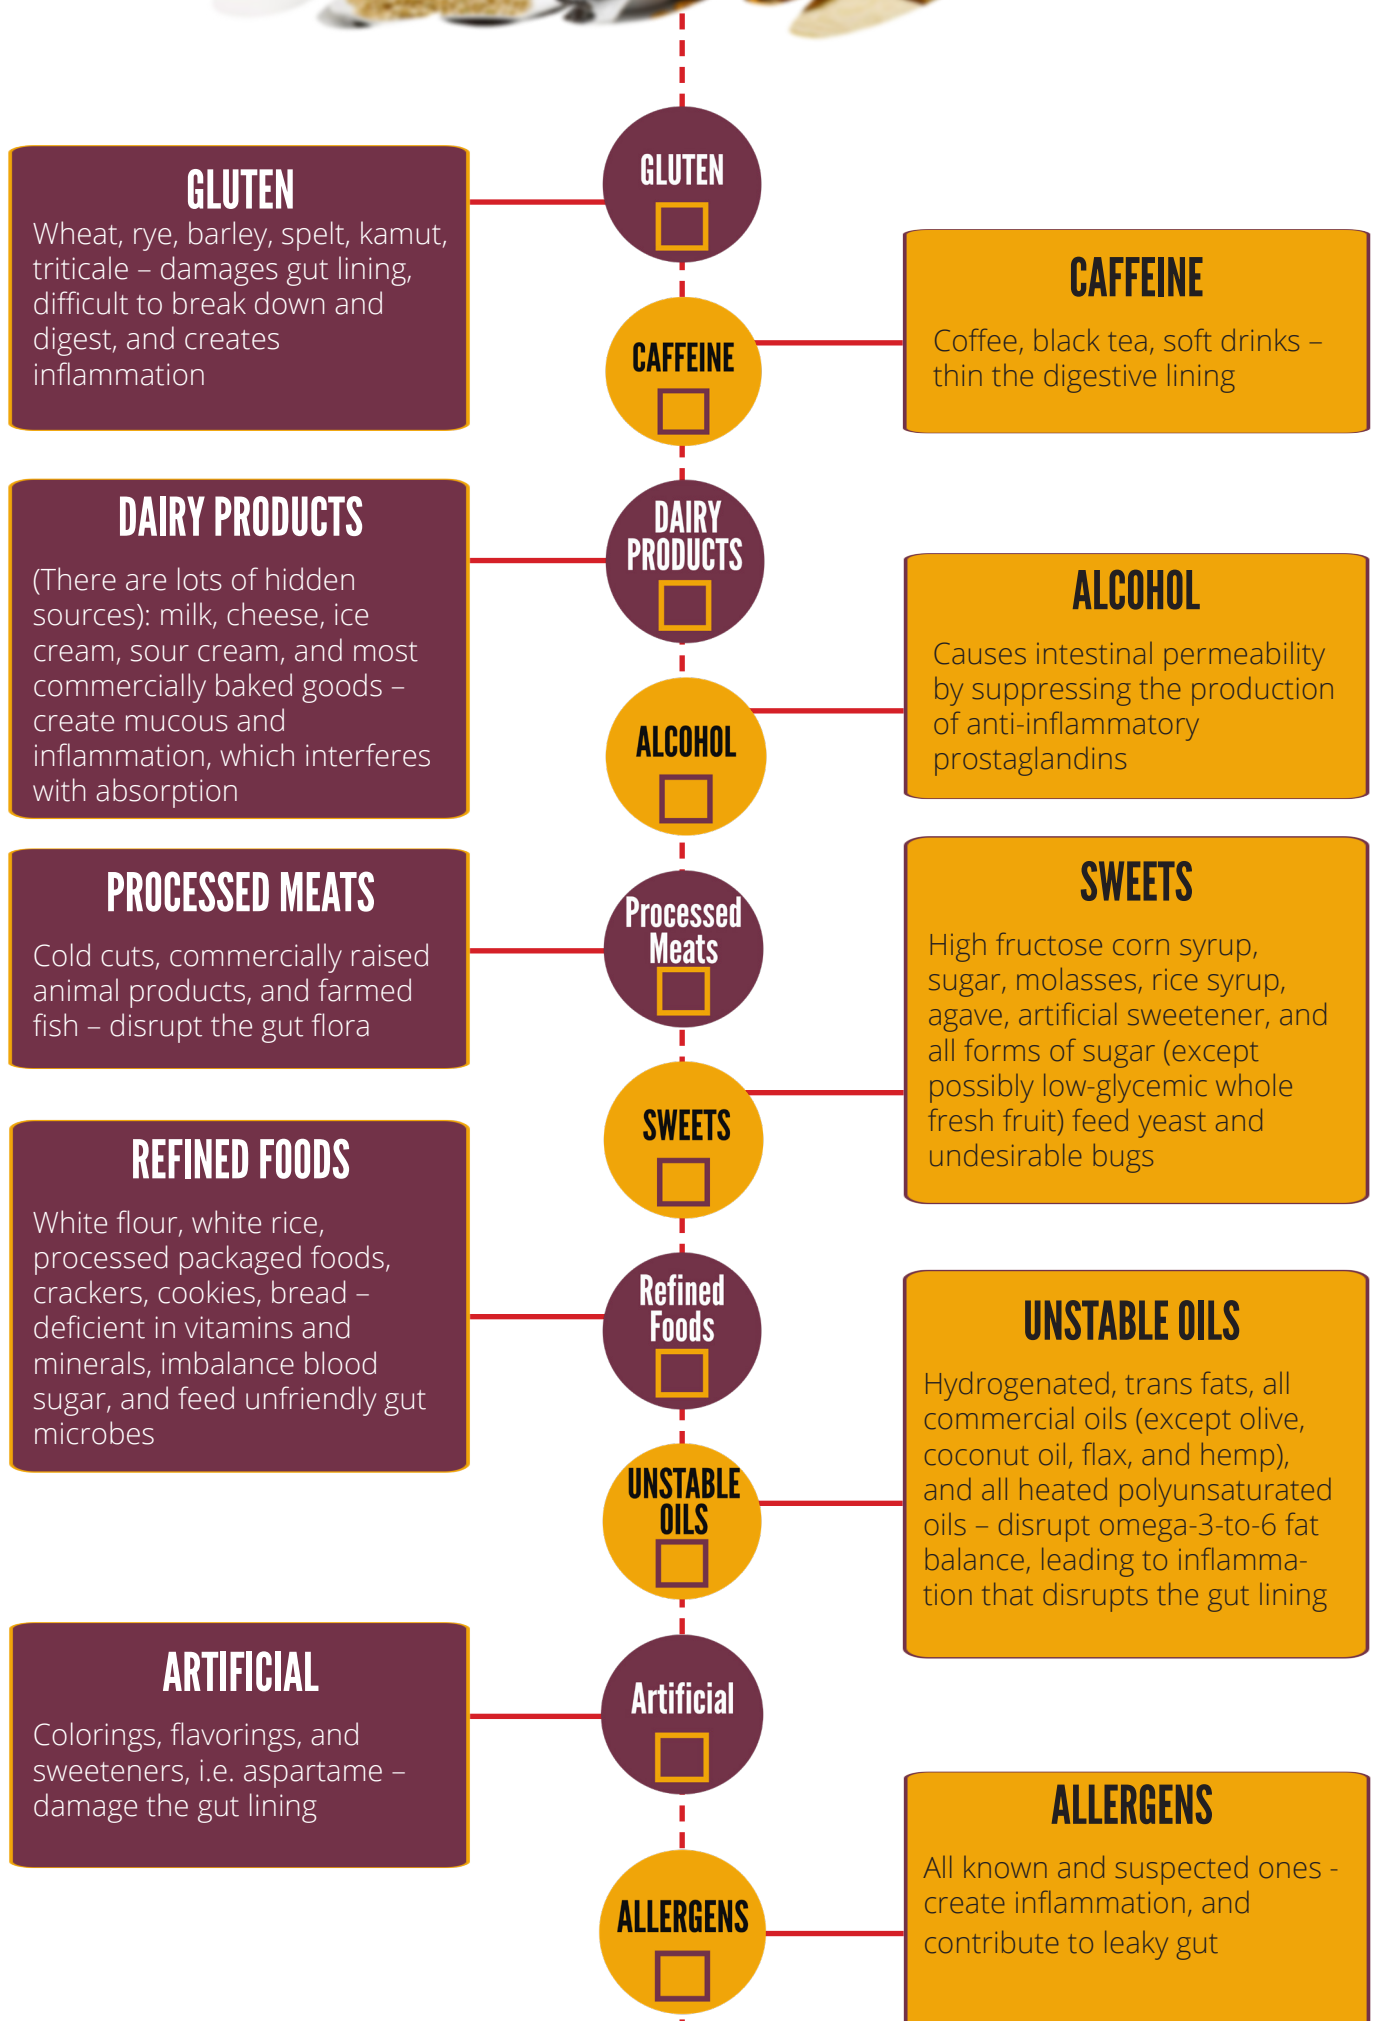 GLUTEN
GLUTEN
Wheat, rye, barley, spelt, kamut,
triticale – damages gut lining,
difficult to break down and
digest, and creates
inflammation
CAFFEINE
CAFFEINE
Coffee, black tea, soft drinks –
thin the digestive lining
DAIRY
PRODUCTS
DAIRY PRODUCTS
(There are lots of hidden
sources): milk, cheese, ice
cream, sour cream, and most
commercially baked goods –
create mucous and
inflammation, which interferes
with absorption
ALCOHOL
ALCOHOL
Causes intestinal permeability
by suppressing the production
of anti-inflammatory
prostaglandins
Processed
Meats
PROCESSED MEATS
Cold cuts, commercially raised
animal products, and farmed
fish – disrupt the gut flora
SWEETS
SWEETS
High fructose corn syrup,
sugar, molasses, rice syrup,
agave, artificial sweetener, and
all forms of sugar (except
possibly low-glycemic whole
fresh fruit) feed yeast and
undesirable bugs
Refined
Foods
REFINED FOODS
White flour, white rice,
processed packaged foods,
crackers, cookies, bread –
deficient in vitamins and
minerals, imbalance blood
sugar, and feed unfriendly gut
microbes
UNSTABLE
OILS
UNSTABLE OILS
Hydrogenated, trans fats, all
commercial oils (except olive,
coconut oil, flax, and hemp),
and all heated polyunsaturated
oils – disrupt omega-3-to-6 fat
balance, leading to inflamma-
tion that disrupts the gut lining
Artificial
ARTIFICIAL
Colorings, flavorings, and
sweeteners, i.e. aspartame –
damage the gut lining
ALLERGENS
ALLERGENS
All known and suspected ones -
create inflammation, and
contribute to leaky gut